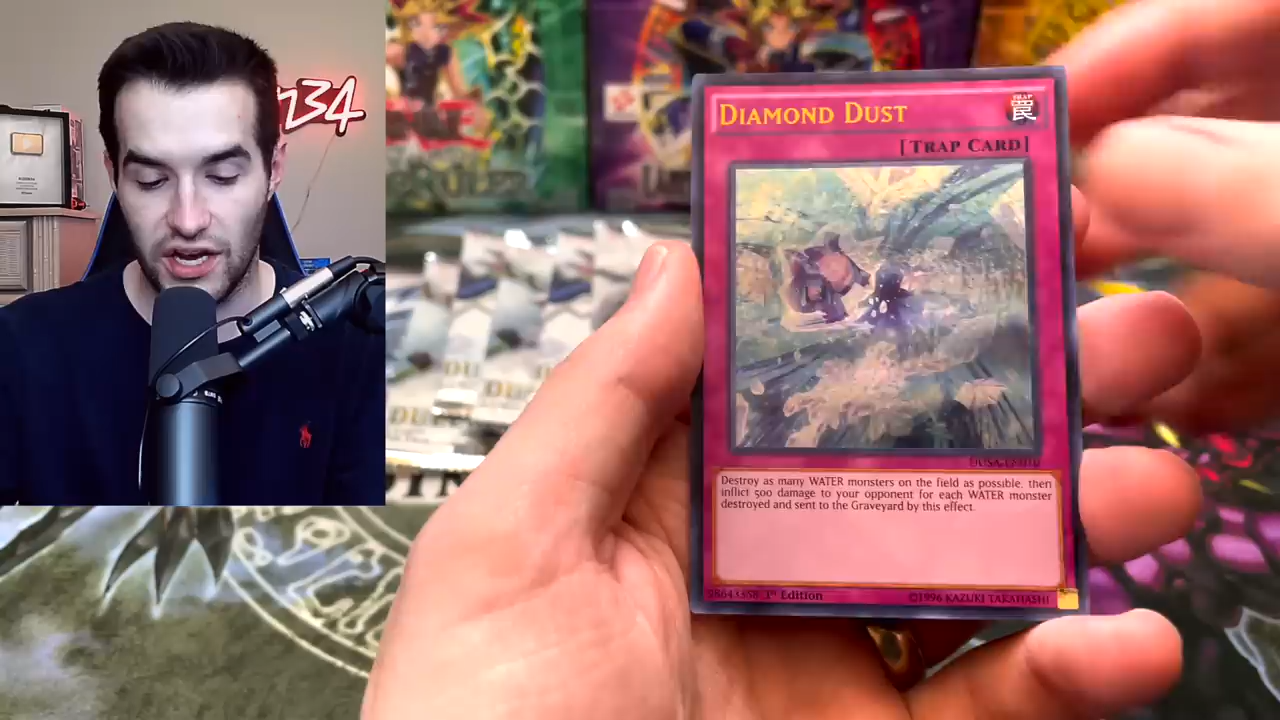 z34
DIAMOND DUST
TRAP
罠
[TRAP CARD]
Destroy as many WATER monsters on the field as possible, then
inflict 500 damage to your opponent for each WATER monster
destroyed and sent to the Graveyard by this effect.
1st Edition
©1996 KAZUKI TAKAHASHI